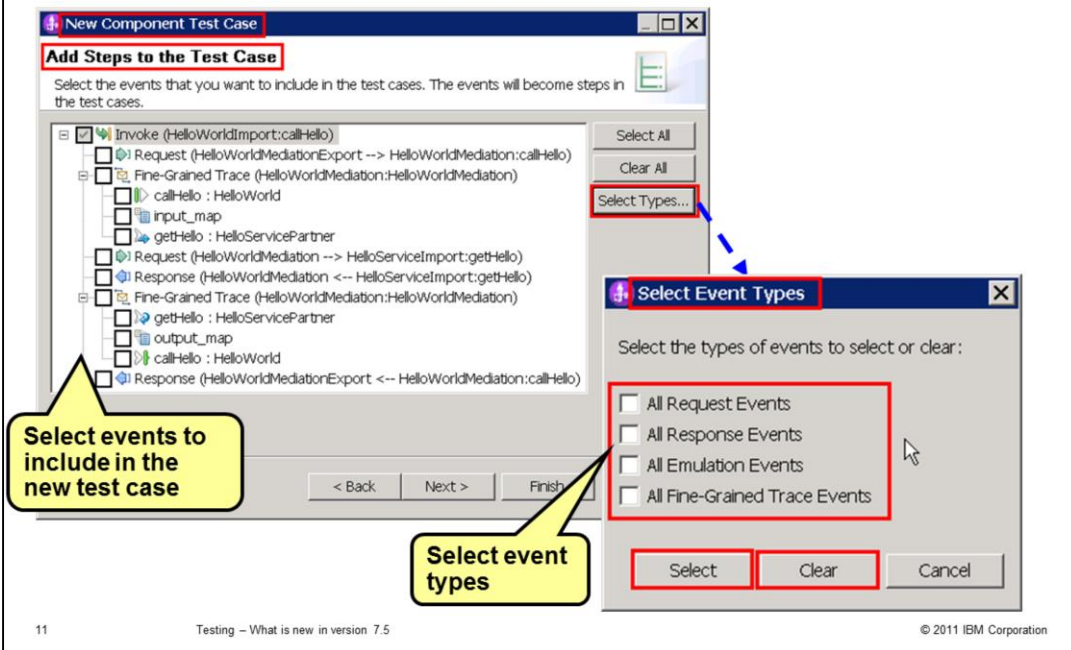 New Component Test Case
Add Steps to the Test Case
Select the events that you want to include in the test cases. The events will become steps in
the test cases.
Invoke (HelloWorldImport:callHello)
Request (HelloWorldMediationExport --> HelloWorldMediation:callHello)
Fine-Grained Trace (HelloWorldMediation:HelloWorldMediation)
callHello : HelloWorld
input_map
getHello : HelloServicePartner
Request (HelloWorldMediation --> HelloServiceImport:getHello)
Response (HelloWorldMediation <-- HelloServiceImport:getHello)
Fine-Grained Trace (HelloWorldMediation:HelloWorldMediation)
getHello : HelloServicePartner
output_map
callHello : HelloWorld
Response (HelloWorldMediationExport <-- HelloWorldMediation:callHello)
Select All
Clear All
Select Types...
Select events to
include in the
new test case
< Back
Next >
Finish
Select Event Types
Select the types of events to select or clear:
All Request Events
All Response Events
All Emulation Events
All Fine-Grained Trace Events
Select
Clear
Cancel
Select event
types
11
Testing – What is new in version 7.5
© 2011 IBM Corporation